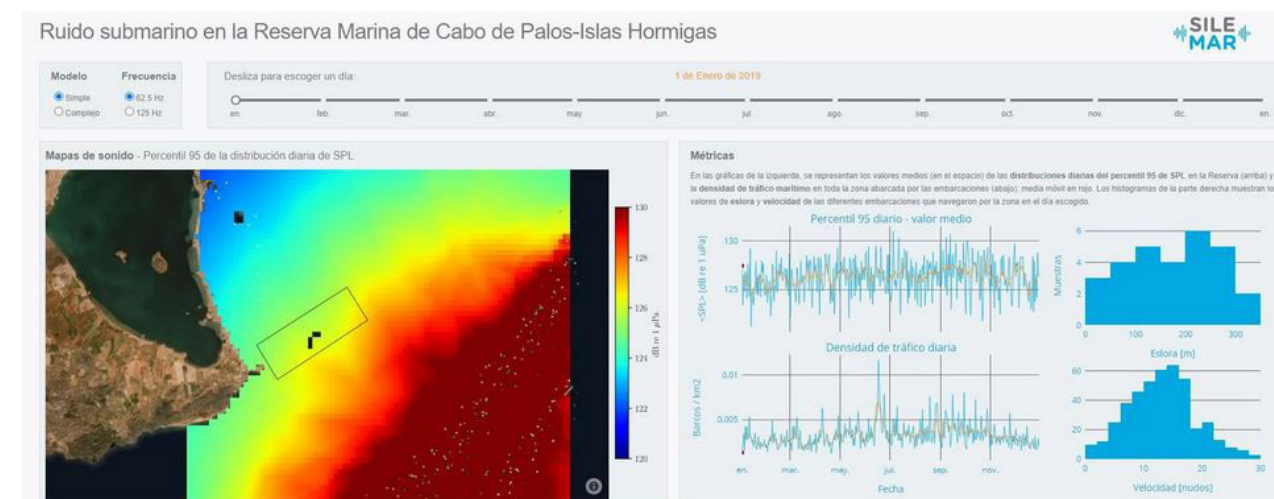 Ruido submarino en la Reserva Marina de Cabo de Palos-Islas Hormigas
SILE
MAR
Modelo
Frecuencia
Simple
62.5 Hz
Complejo
125 Hz
Desliza para escoger un día:
1 de Enero de 2019
en. feb. mar. abr. may. jun. jul. ago. sep. oct. nov. dic. en.
Mapas de sonido - Percentil 95 de la distribución diaria de SPL
130
128
126
124
122
120
dB re 1 µPa
Métricas
En las gráficas de la izquierda, se representan los valores medios (en el espacio) de las distribuciones diarias del percentil 95 de SPL en la Reserva (arriba) y
la densidad de tráfico marítimo en toda la zona abarcada por las embarcaciones (abajo), media móvil en rojo. Los histogramas de la parte derecha muestran lo
valores de eslora y velocidad de las diferentes embarcaciones que navegaron por la zona en el día escogido.
Percentil 95 diario - valor medio
<SPL> [dB re 1 uPa]
130
125
Muestras
6
4
2
0
0 100 200 300
Eslora [m]
Densidad de tráfico diaria
Barcos / km2
0.01
0.005
en. mar. may. jul. sep. nov.
Fecha
60
40
20
0
0 10 20 30
Velocidad [nudos]